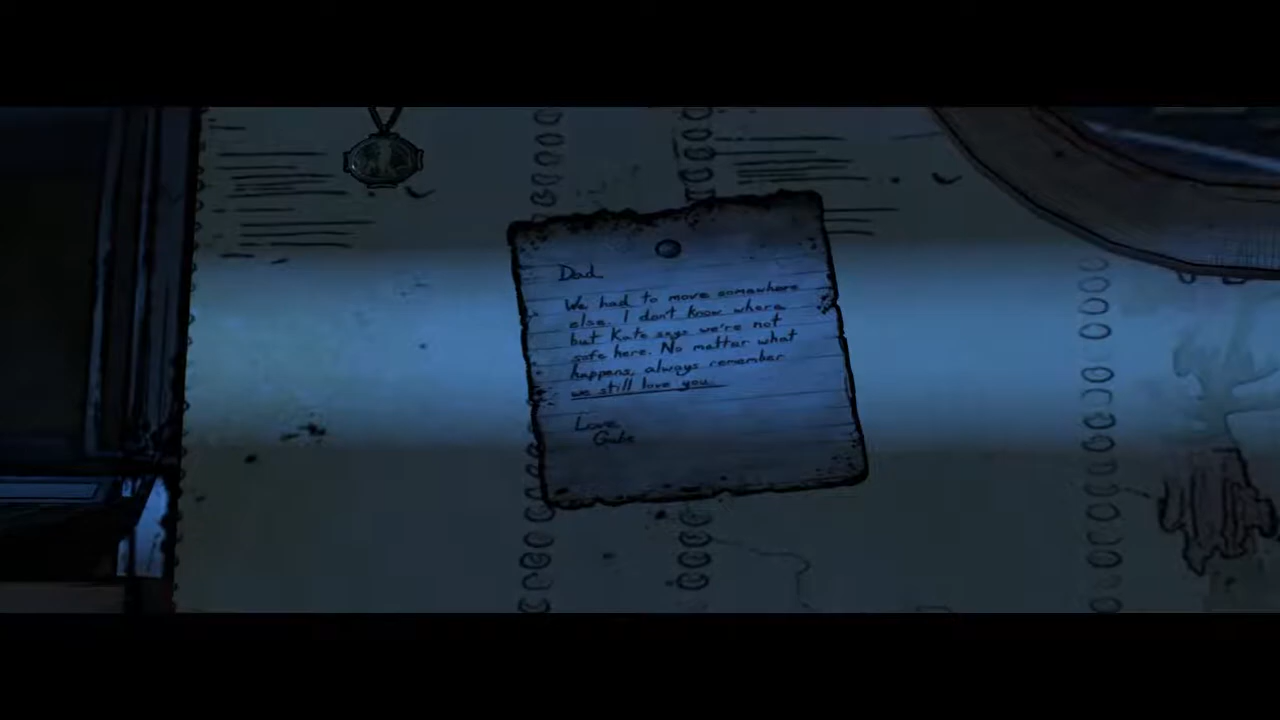 Dad,
We had to move somewhere
else. I don't know where
but Kate says we're not
safe here. No matter what
happens, always remember
we still love you.
Love,
Gabe